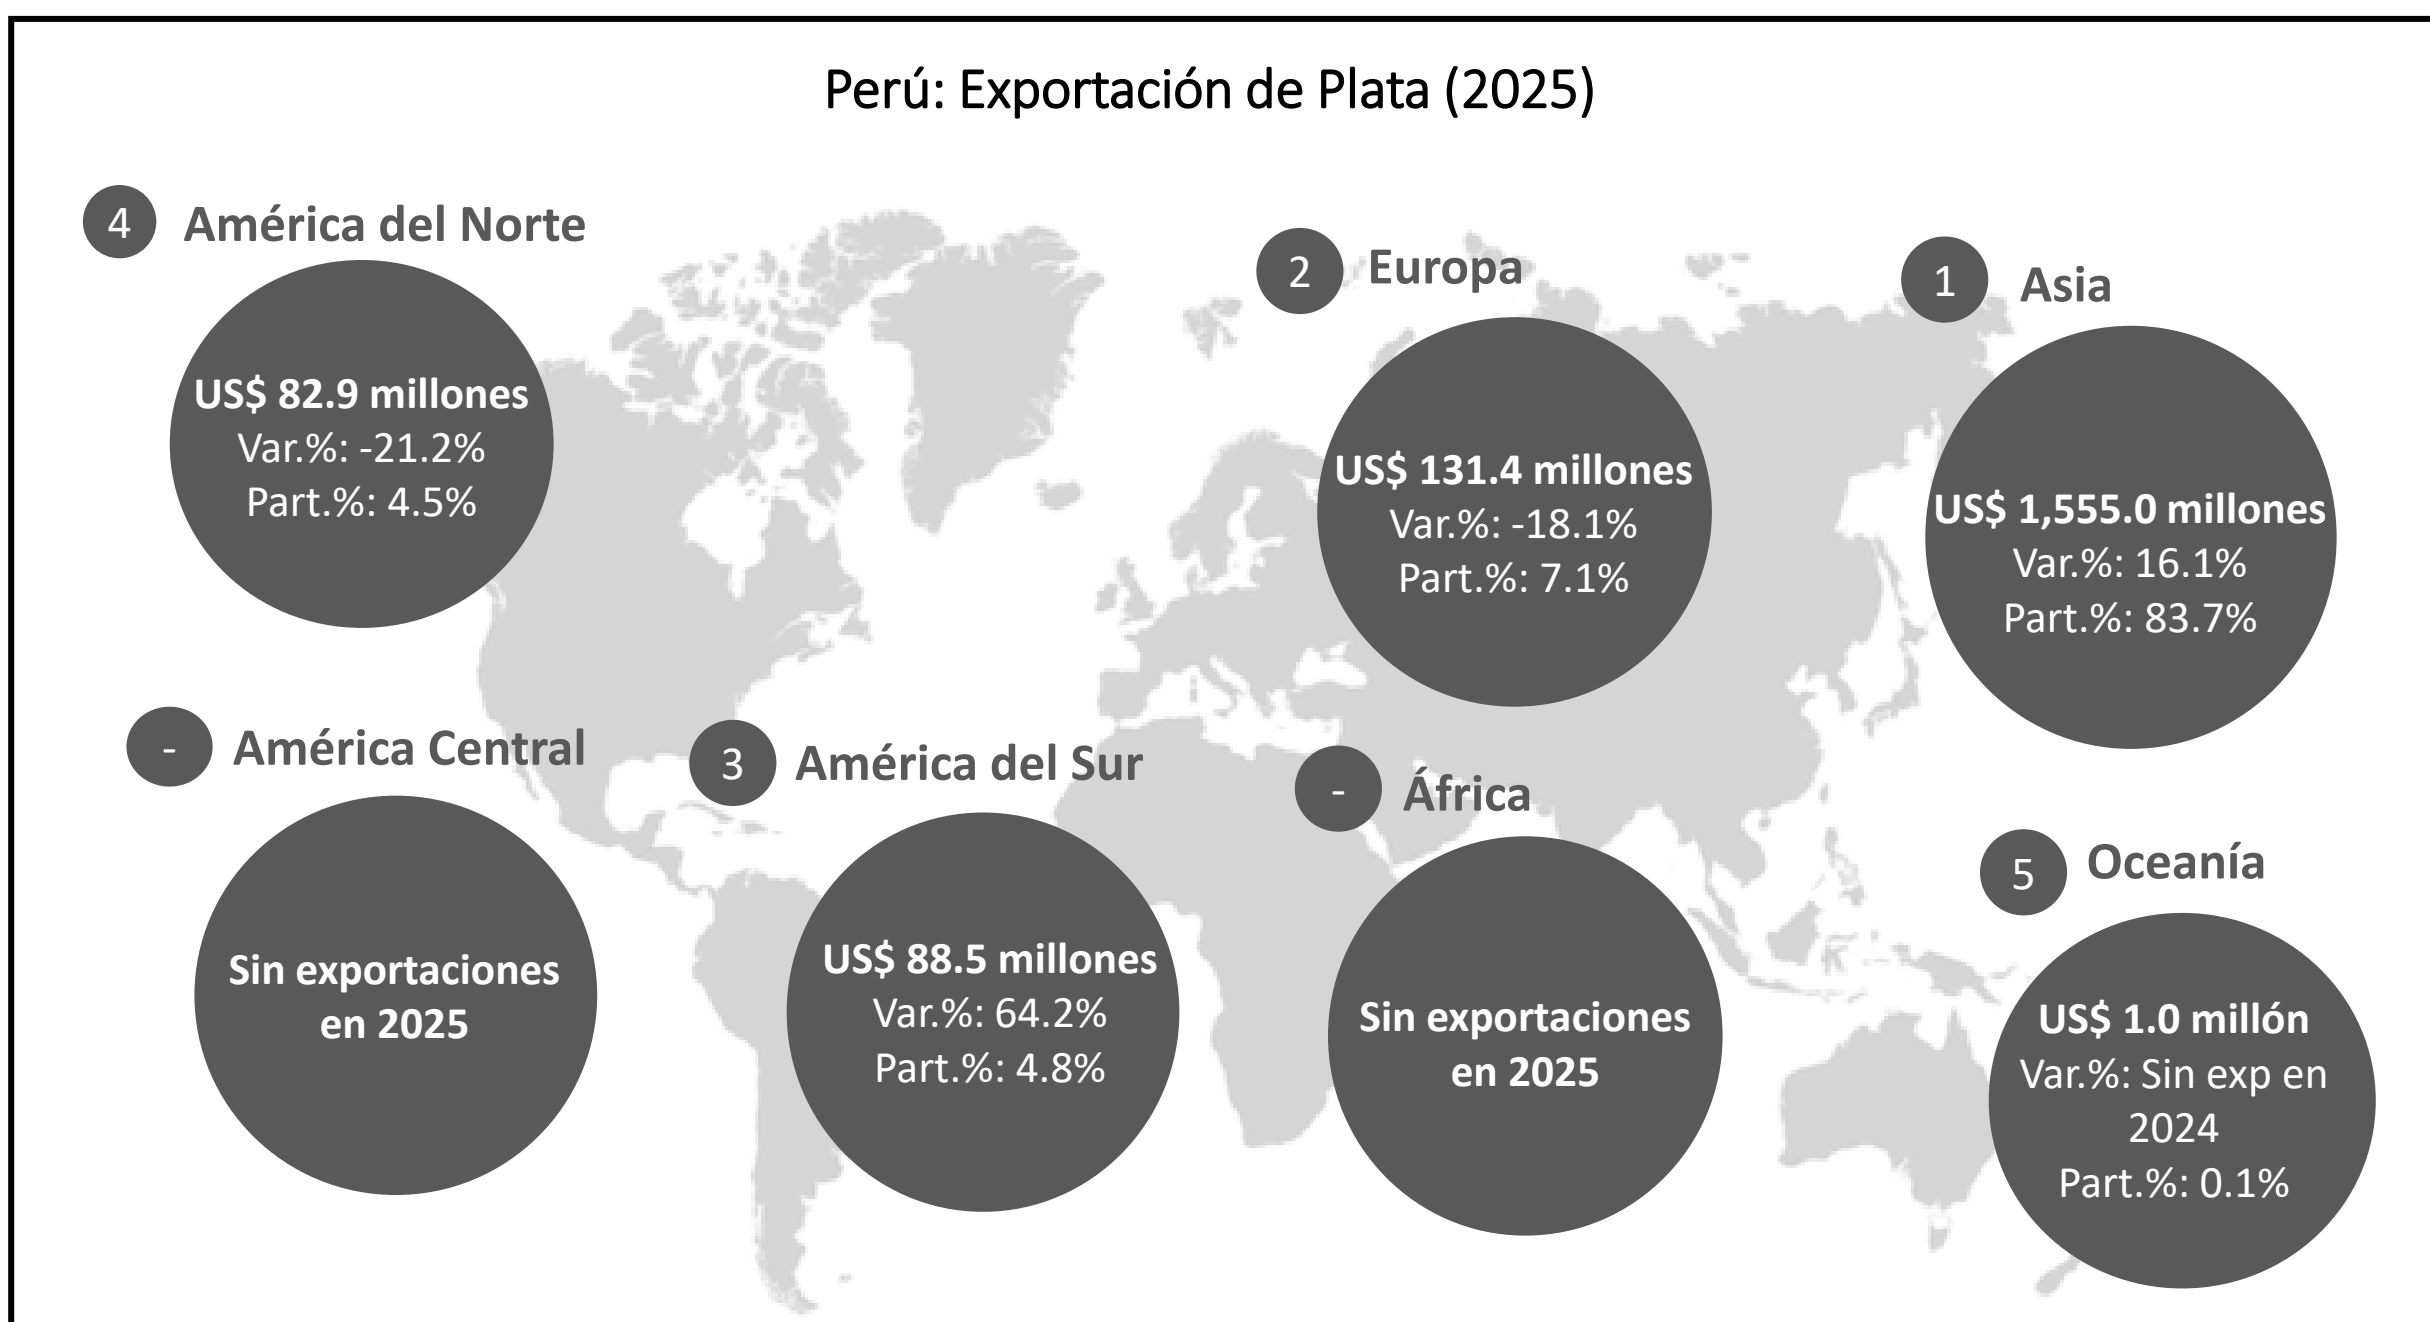 Perú: Exportación de Plata (2025)
4
América del Norte
US$ 82.9 millones
Var.%: -21.2%
Part.%: 4.5%
2
Europa
US$ 131.4 millones
Var.%: -18.1%
Part.%: 7.1%
1
Asia
US$ 1,555.0 millones
Var.%: 16.1%
Part.%: 83.7%
-
América Central
Sin exportaciones
en 2025
3
América del Sur
US$ 88.5 millones
Var.%: 64.2%
Part.%: 4.8%
-
África
Sin exportaciones
en 2025
5
Oceanía
US$ 1.0 millón
Var.%: Sin exp en
2024
Part.%: 0.1%